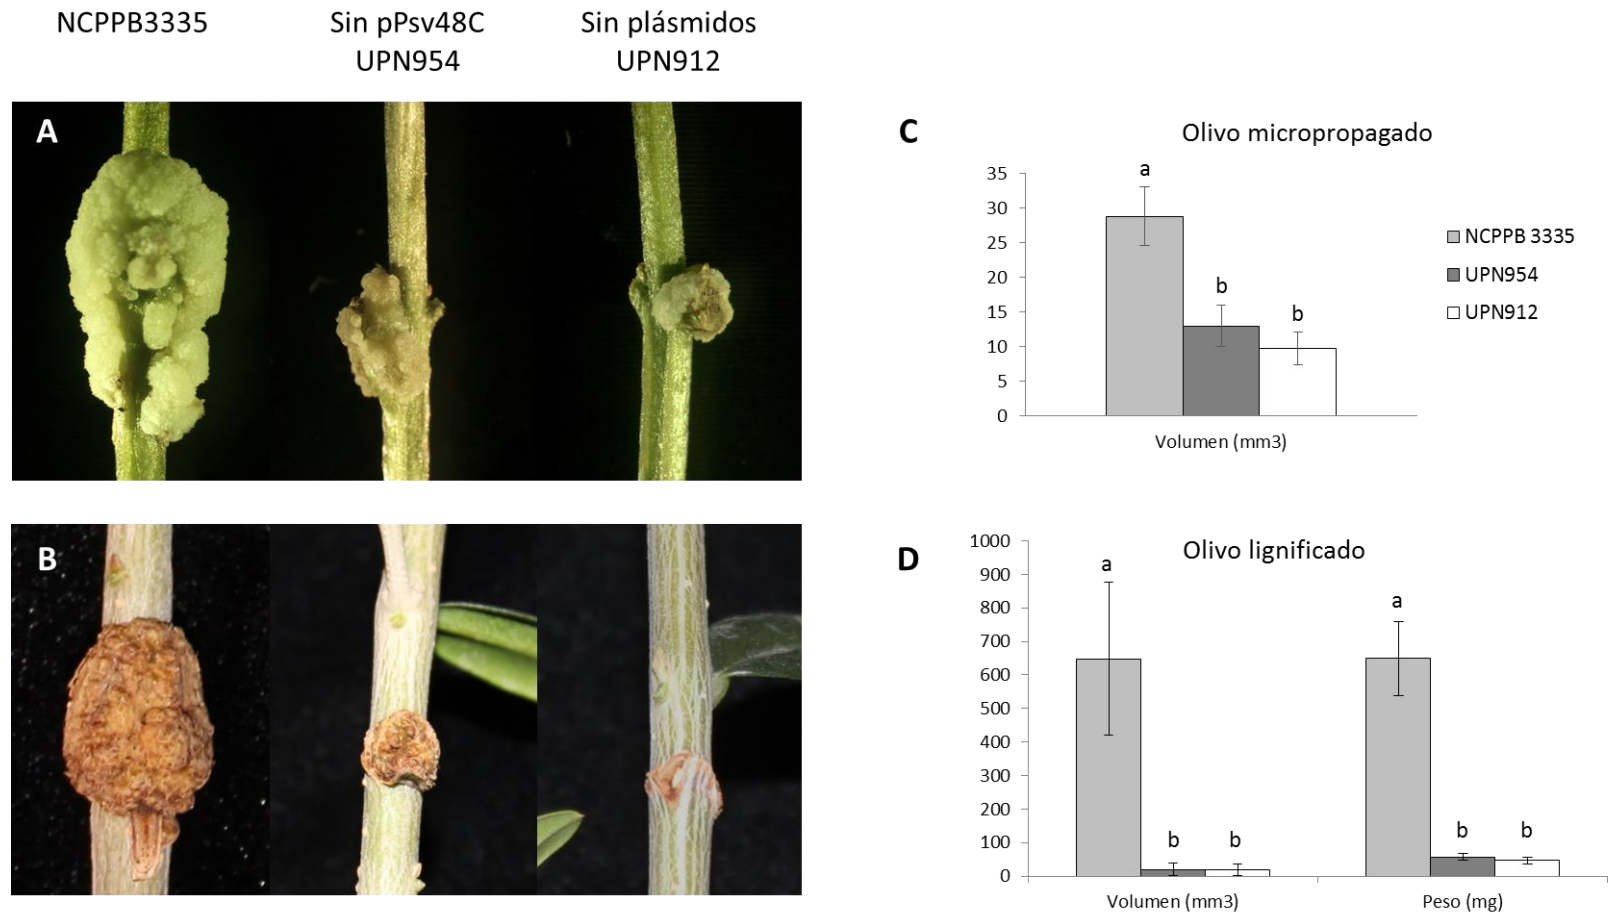 NCPPB3335
Sin pPsv48C
UPN954
Sin plásmidos
UPN912
A
B
C
Olivo micropropagado
35
30
25
20
15
10
5
0
a
b
b
Volumen (mm3)
NCPPB 3335
UPN954
UPN912
D
Olivo lignificado
1000
900
800
700
600
500
400
300
200
100
0
a
b
b
a
b
b
Volumen (mm3)
Peso (mg)